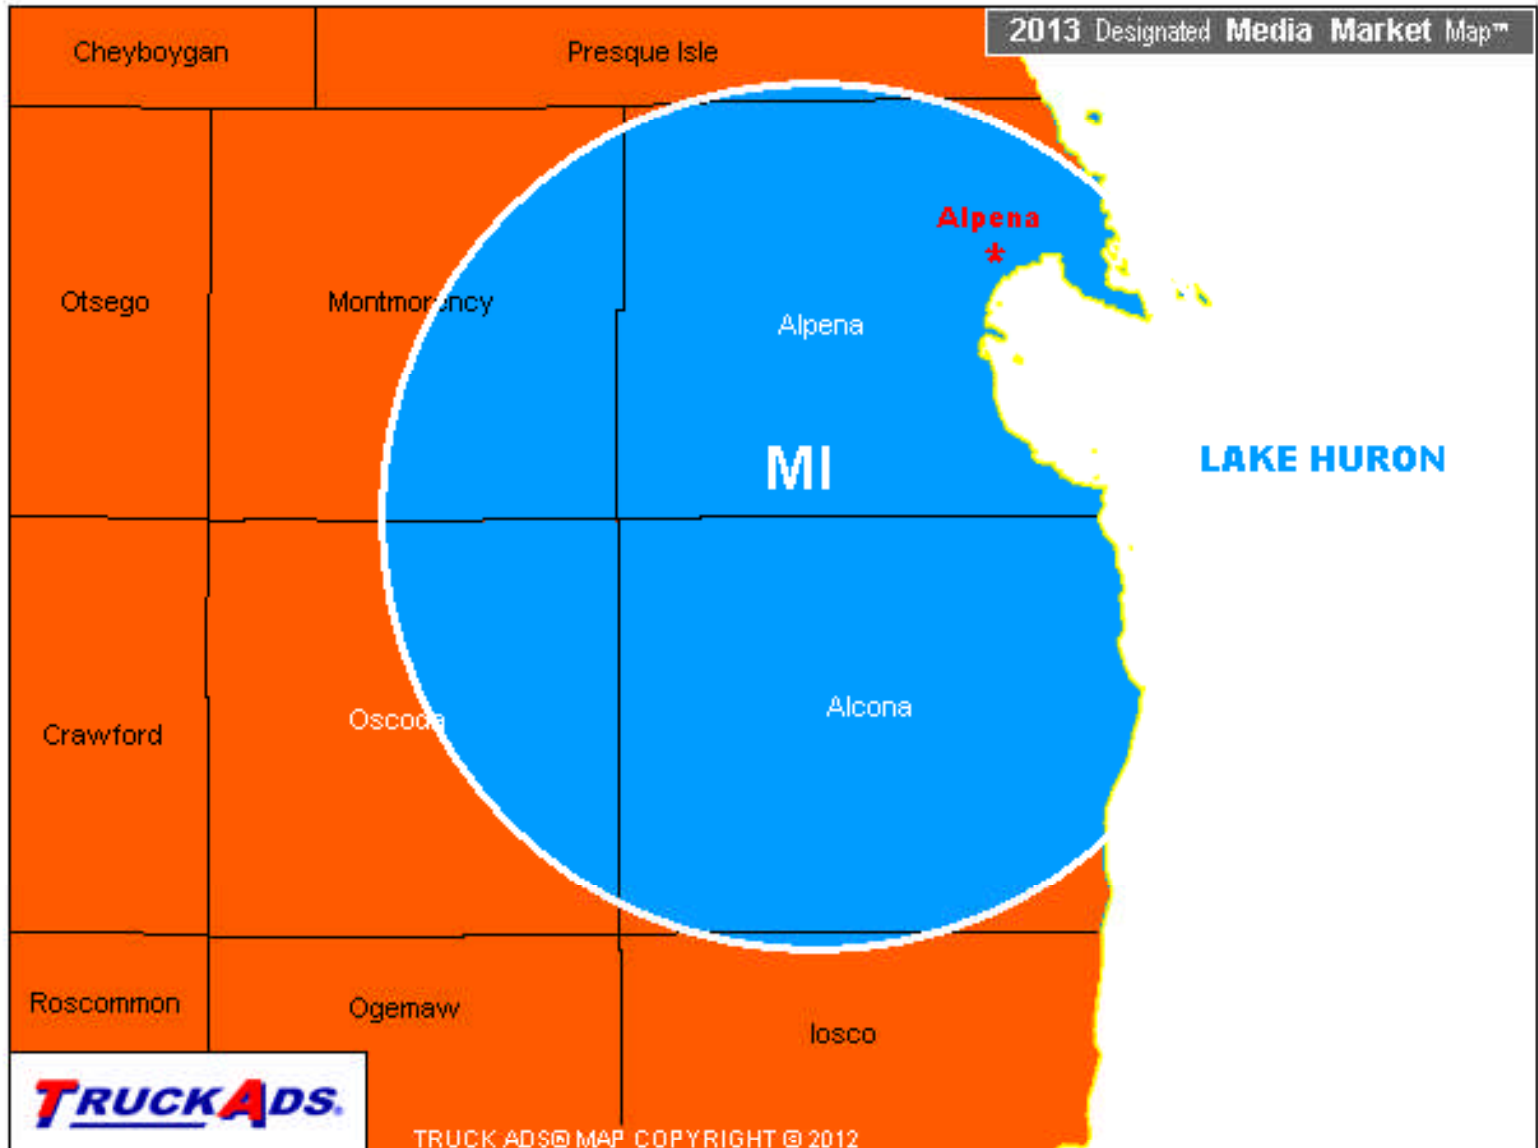 2013 Designated Media Market Map™
Cheyboygan
Presque Isle
Alpena
*
Otsego
Montmorency
Alpena
MI
LAKE HURON
Crawford
Oscoda
Alcona
Roscommon
Ogemaw
Iosco
TRUCKADS.
TRUCK ADS® MAP COPYRIGHT © 2012